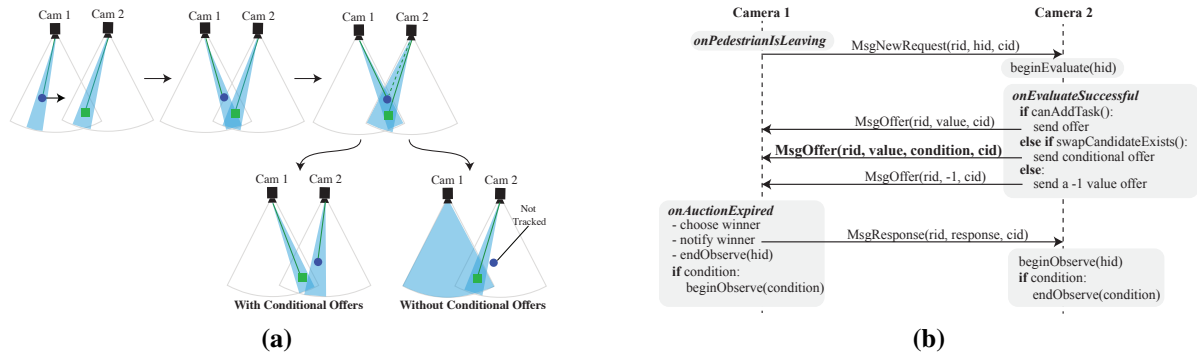 Cam 1 Cam 2
Cam 1 Cam 2
Cam 1 Cam 2
Cam 1 Cam 2
Cam 1 Cam 2
Not
Tracked
With Conditional Offers
Without Conditional Offers
(a)
Camera 1
Camera 2
onPedestrianIsLeaving
MsgNewRequest(rid, hid, cid)
beginEvaluate(hid)
onEvaluateSuccessful
if canAddTask():
MsgOffer(rid, value, cid)
send offer
else if swapCandidateExists():
MsgOffer(rid, value, condition, cid)
send conditional offer
else:
MsgOffer(rid, -1, cid)
send a -1 value offer
onAuctionExpired
- choose winner
- notify winner
MsgResponse(rid, response, cid)
- endObserve(hid)
if condition:
beginObserve(condition)
beginObserve(hid)
if condition:
endObserve(condition)
(b)